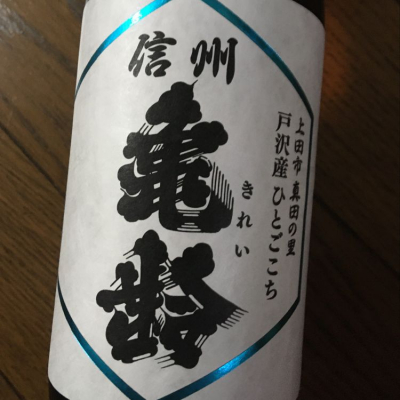 信州
亀齢
きれい
上田市 真田の里
戸沢産 ひとごこち